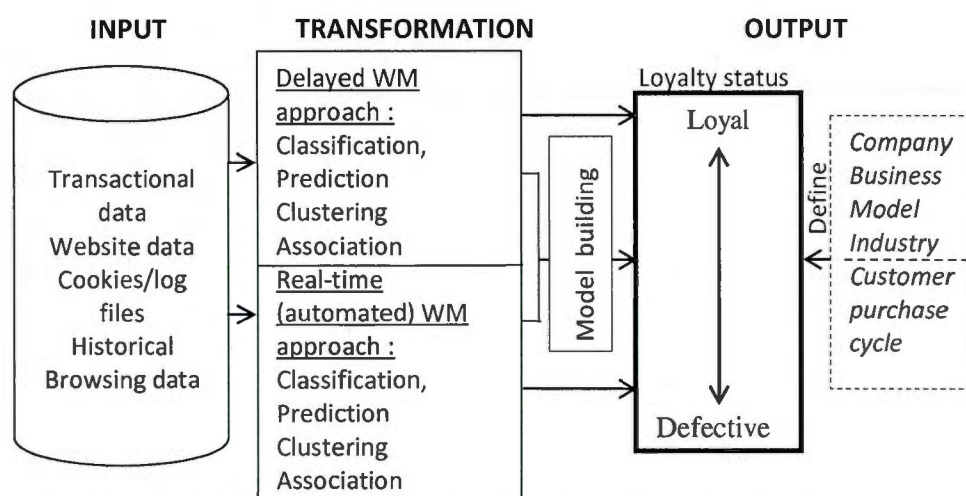 INPUT
TRANSFORMATION
OUTPUT
Transactional
data
Website data
Cookies/log
files
Historical
Browsing data
Delayed WM
approach :
Classification,
Prediction
Clustering
Association
Real-time
(automated) WM
approach :
Classification,
Prediction
Clustering
Association
Model building
Loyalty status
Loyal
Defective
Define
Company
Business
Model
Industry
Customer
purchase
cycle